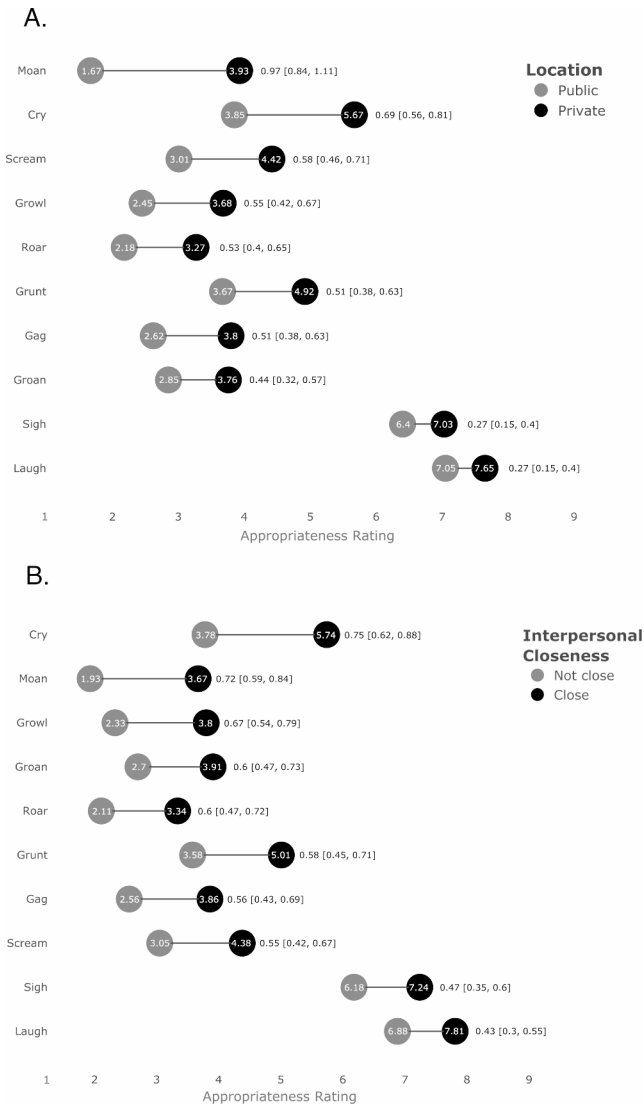 A.
Location
Public
Private
Moan 1.67 3.93 0.97 [0.84, 1.11]
Cry 3.85 5.67 0.69 [0.56, 0.81]
Scream 3.01 4.42 0.58 [0.46, 0.71]
Growl 2.45 3.68 0.55 [0.42, 0.67]
Roar 2.18 3.27 0.53 [0.4, 0.65]
Grunt 3.67 4.92 0.51 [0.38, 0.63]
Gag 2.62 3.8 0.51 [0.38, 0.63]
Groan 2.85 3.76 0.44 [0.32, 0.57]
Sigh 6.4 7.03 0.27 [0.15, 0.4]
Laugh 7.05 7.65 0.27 [0.15, 0.4]
1 2 3 4 5 6 7 8 9
Appropriateness Rating
B.
Interpersonal
Closeness
Not close
Close
Cry 3.78 5.74 0.75 [0.62, 0.88]
Moan 1.93 3.67 0.72 [0.59, 0.84]
Growl 2.33 3.8 0.67 [0.54, 0.79]
Groan 2.7 3.91 0.6 [0.47, 0.73]
Roar 2.11 3.34 0.6 [0.47, 0.72]
Grunt 3.58 5.01 0.58 [0.45, 0.71]
Gag 2.56 3.86 0.56 [0.43, 0.69]
Scream 3.05 4.38 0.55 [0.42, 0.67]
Sigh 6.18 7.24 0.47 [0.35, 0.6]
Laugh 6.88 7.81 0.43 [0.3, 0.55]
1 2 3 4 5 6 7 8 9
Appropriateness Rating